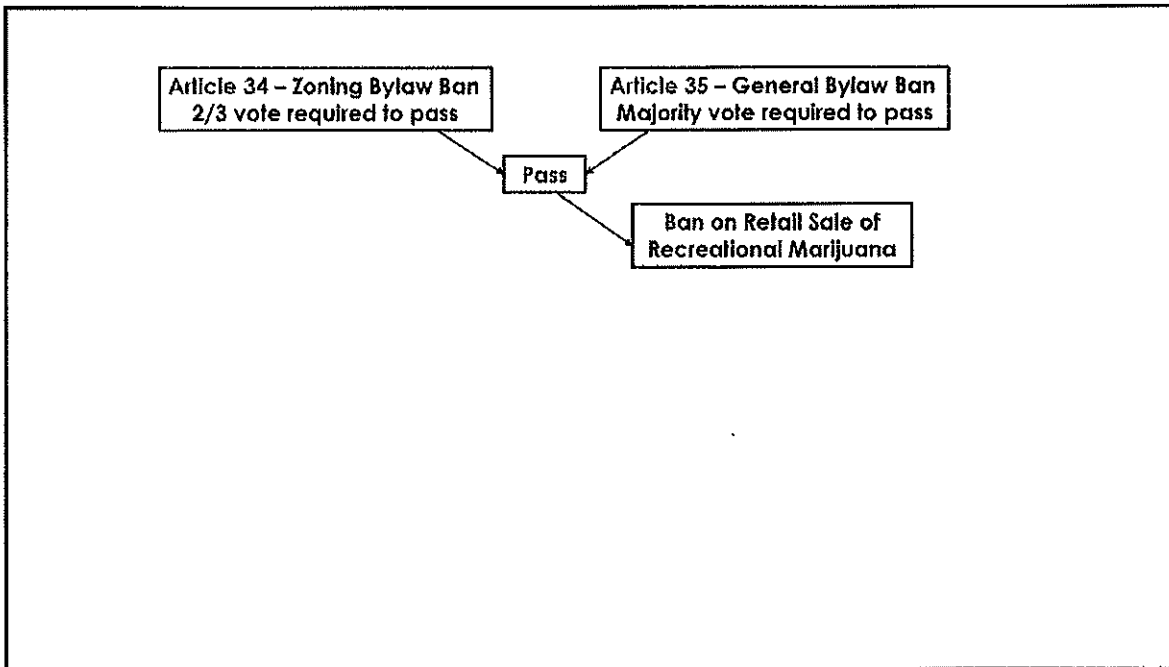 Article 34 – Zoning Bylaw Ban
2/3 vote required to pass
Article 35 – General Bylaw Ban
Majority vote required to pass
Pass
Ban on Retail Sale of
Recreational Marijuana